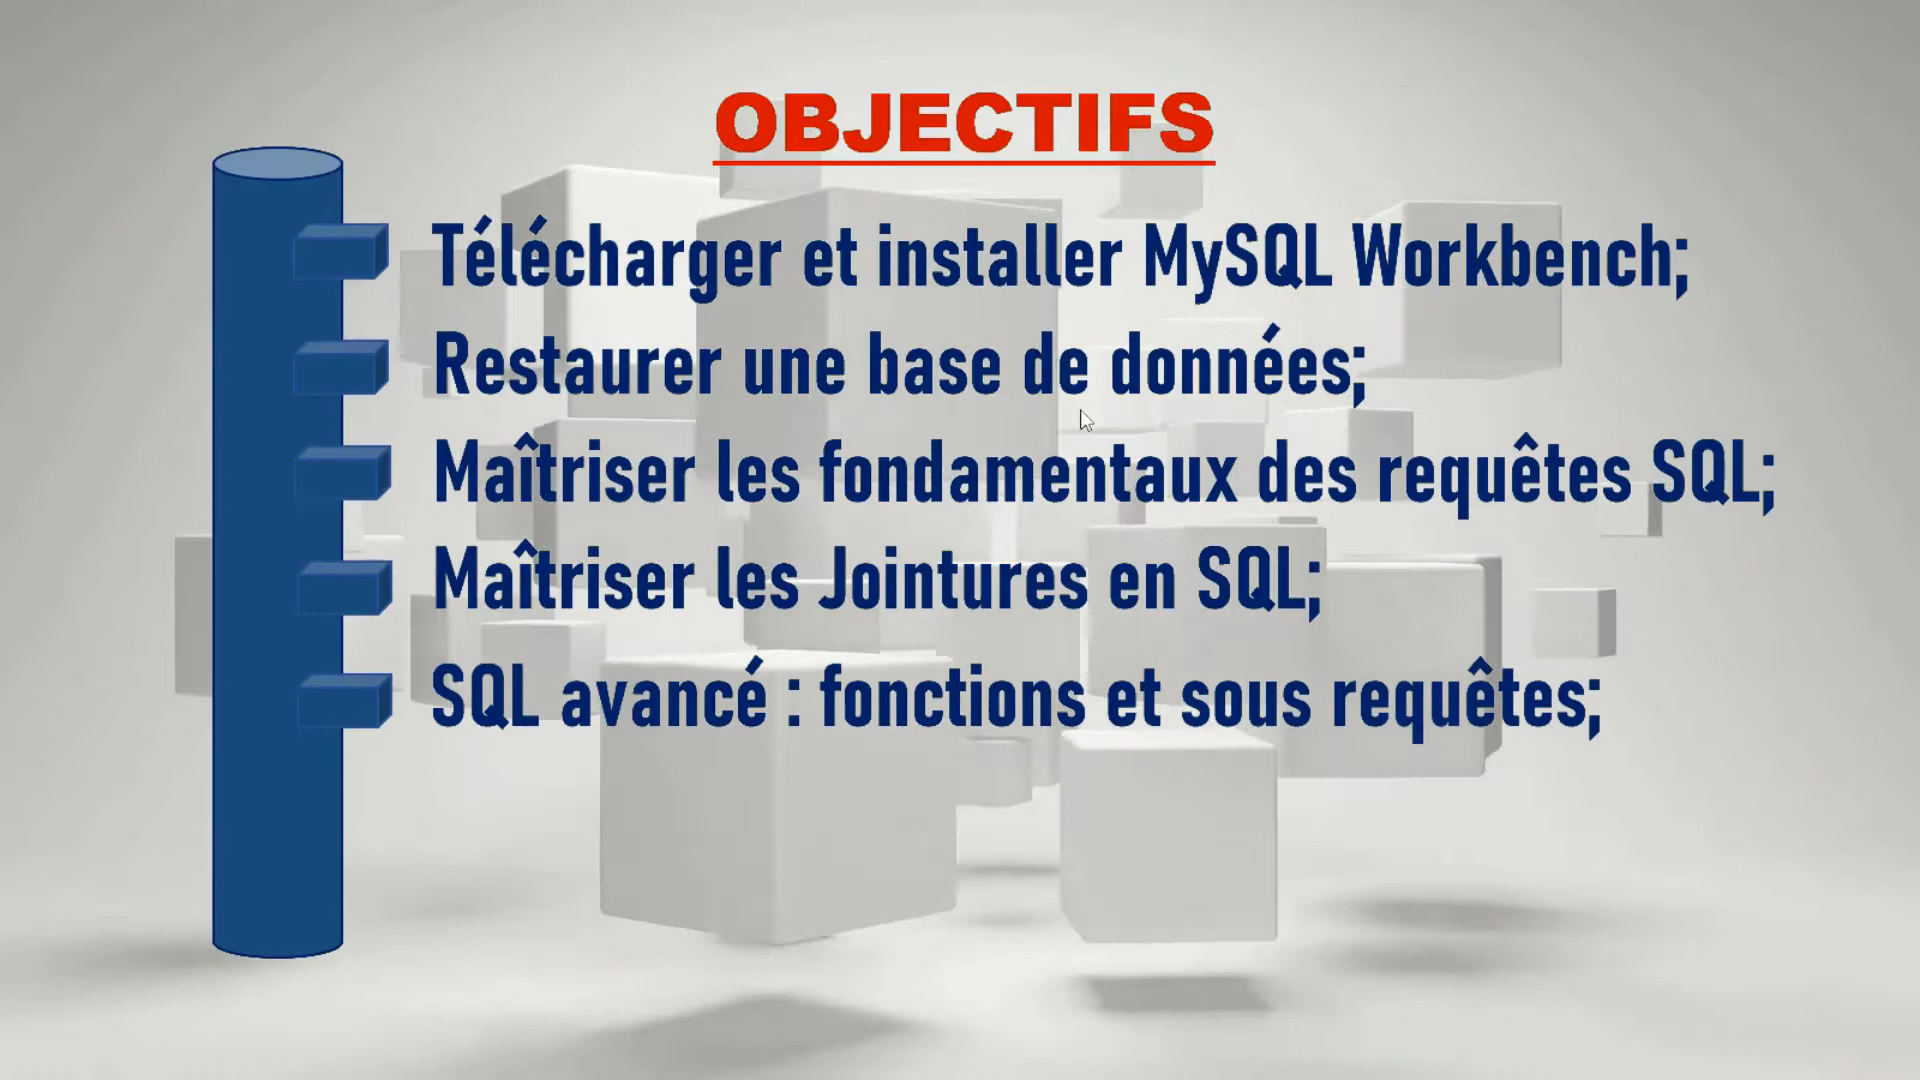 OBJECTIFS
Télécharger et installer MySQL Workbench;
Restaurer une base de données;
Maîtriser les fondamentaux des requêtes SQL;
Maîtriser les Jointures en SQL;
SQL avancé : fonctions et sous requêtes;